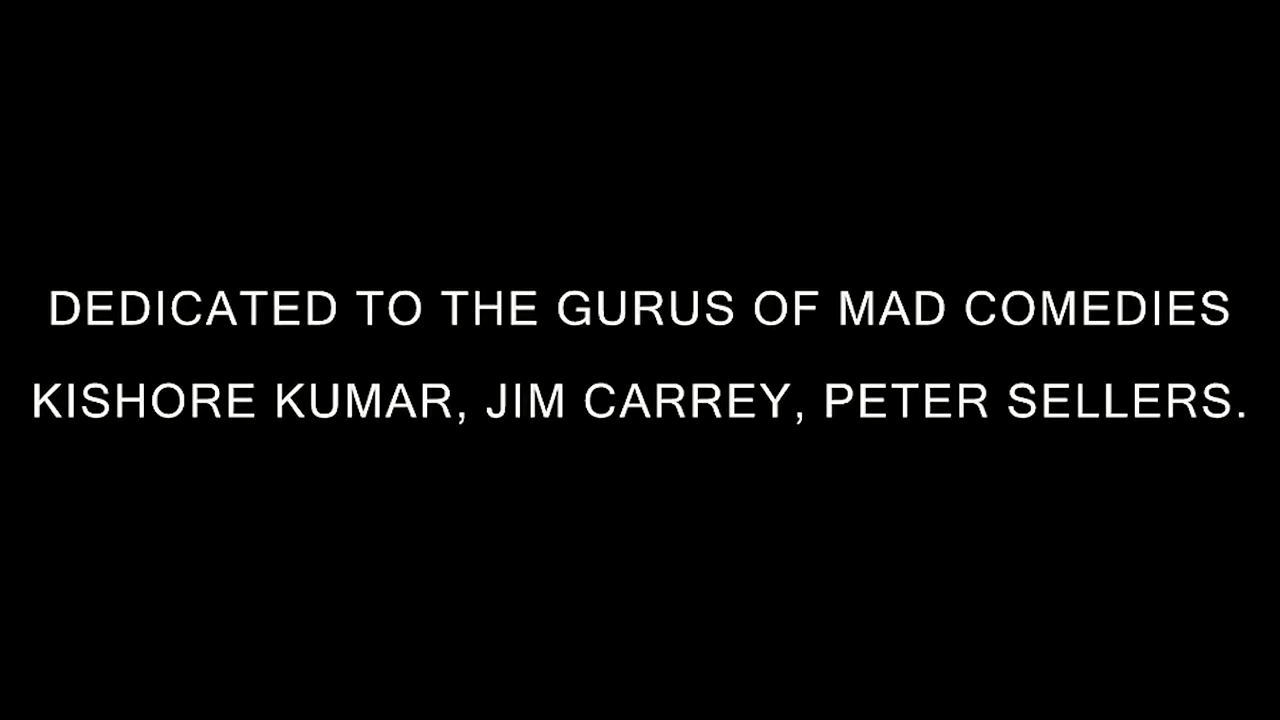 DEDICATED TO THE GURUS OF MAD COMEDIES
KISHORE KUMAR, JIM CARREY, PETER SELLERS.